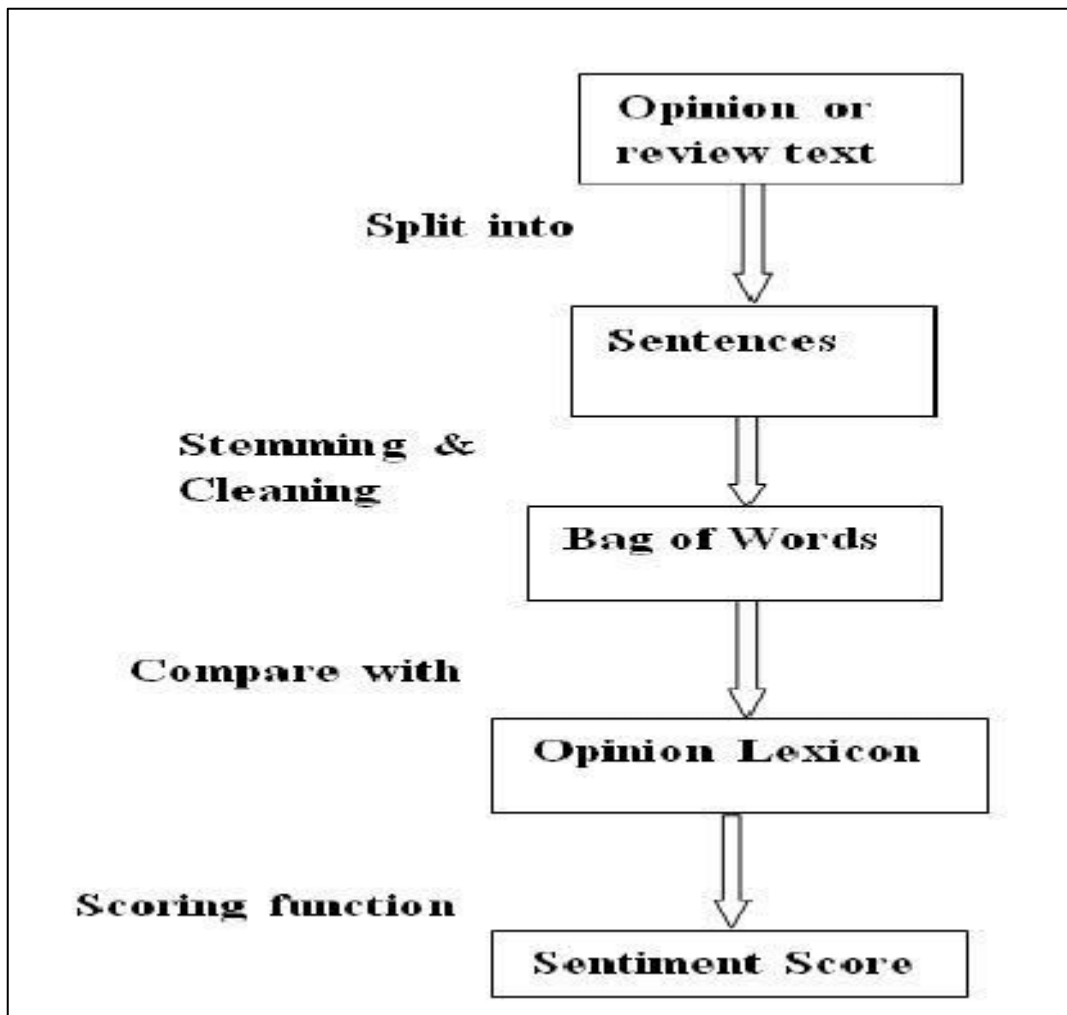 Opinion or
review text
Split into
Sentences
Stemming &
Cleaning
Bag of Words
Compare with
Opinion Lexicon
Scoring function
Sentiment Score